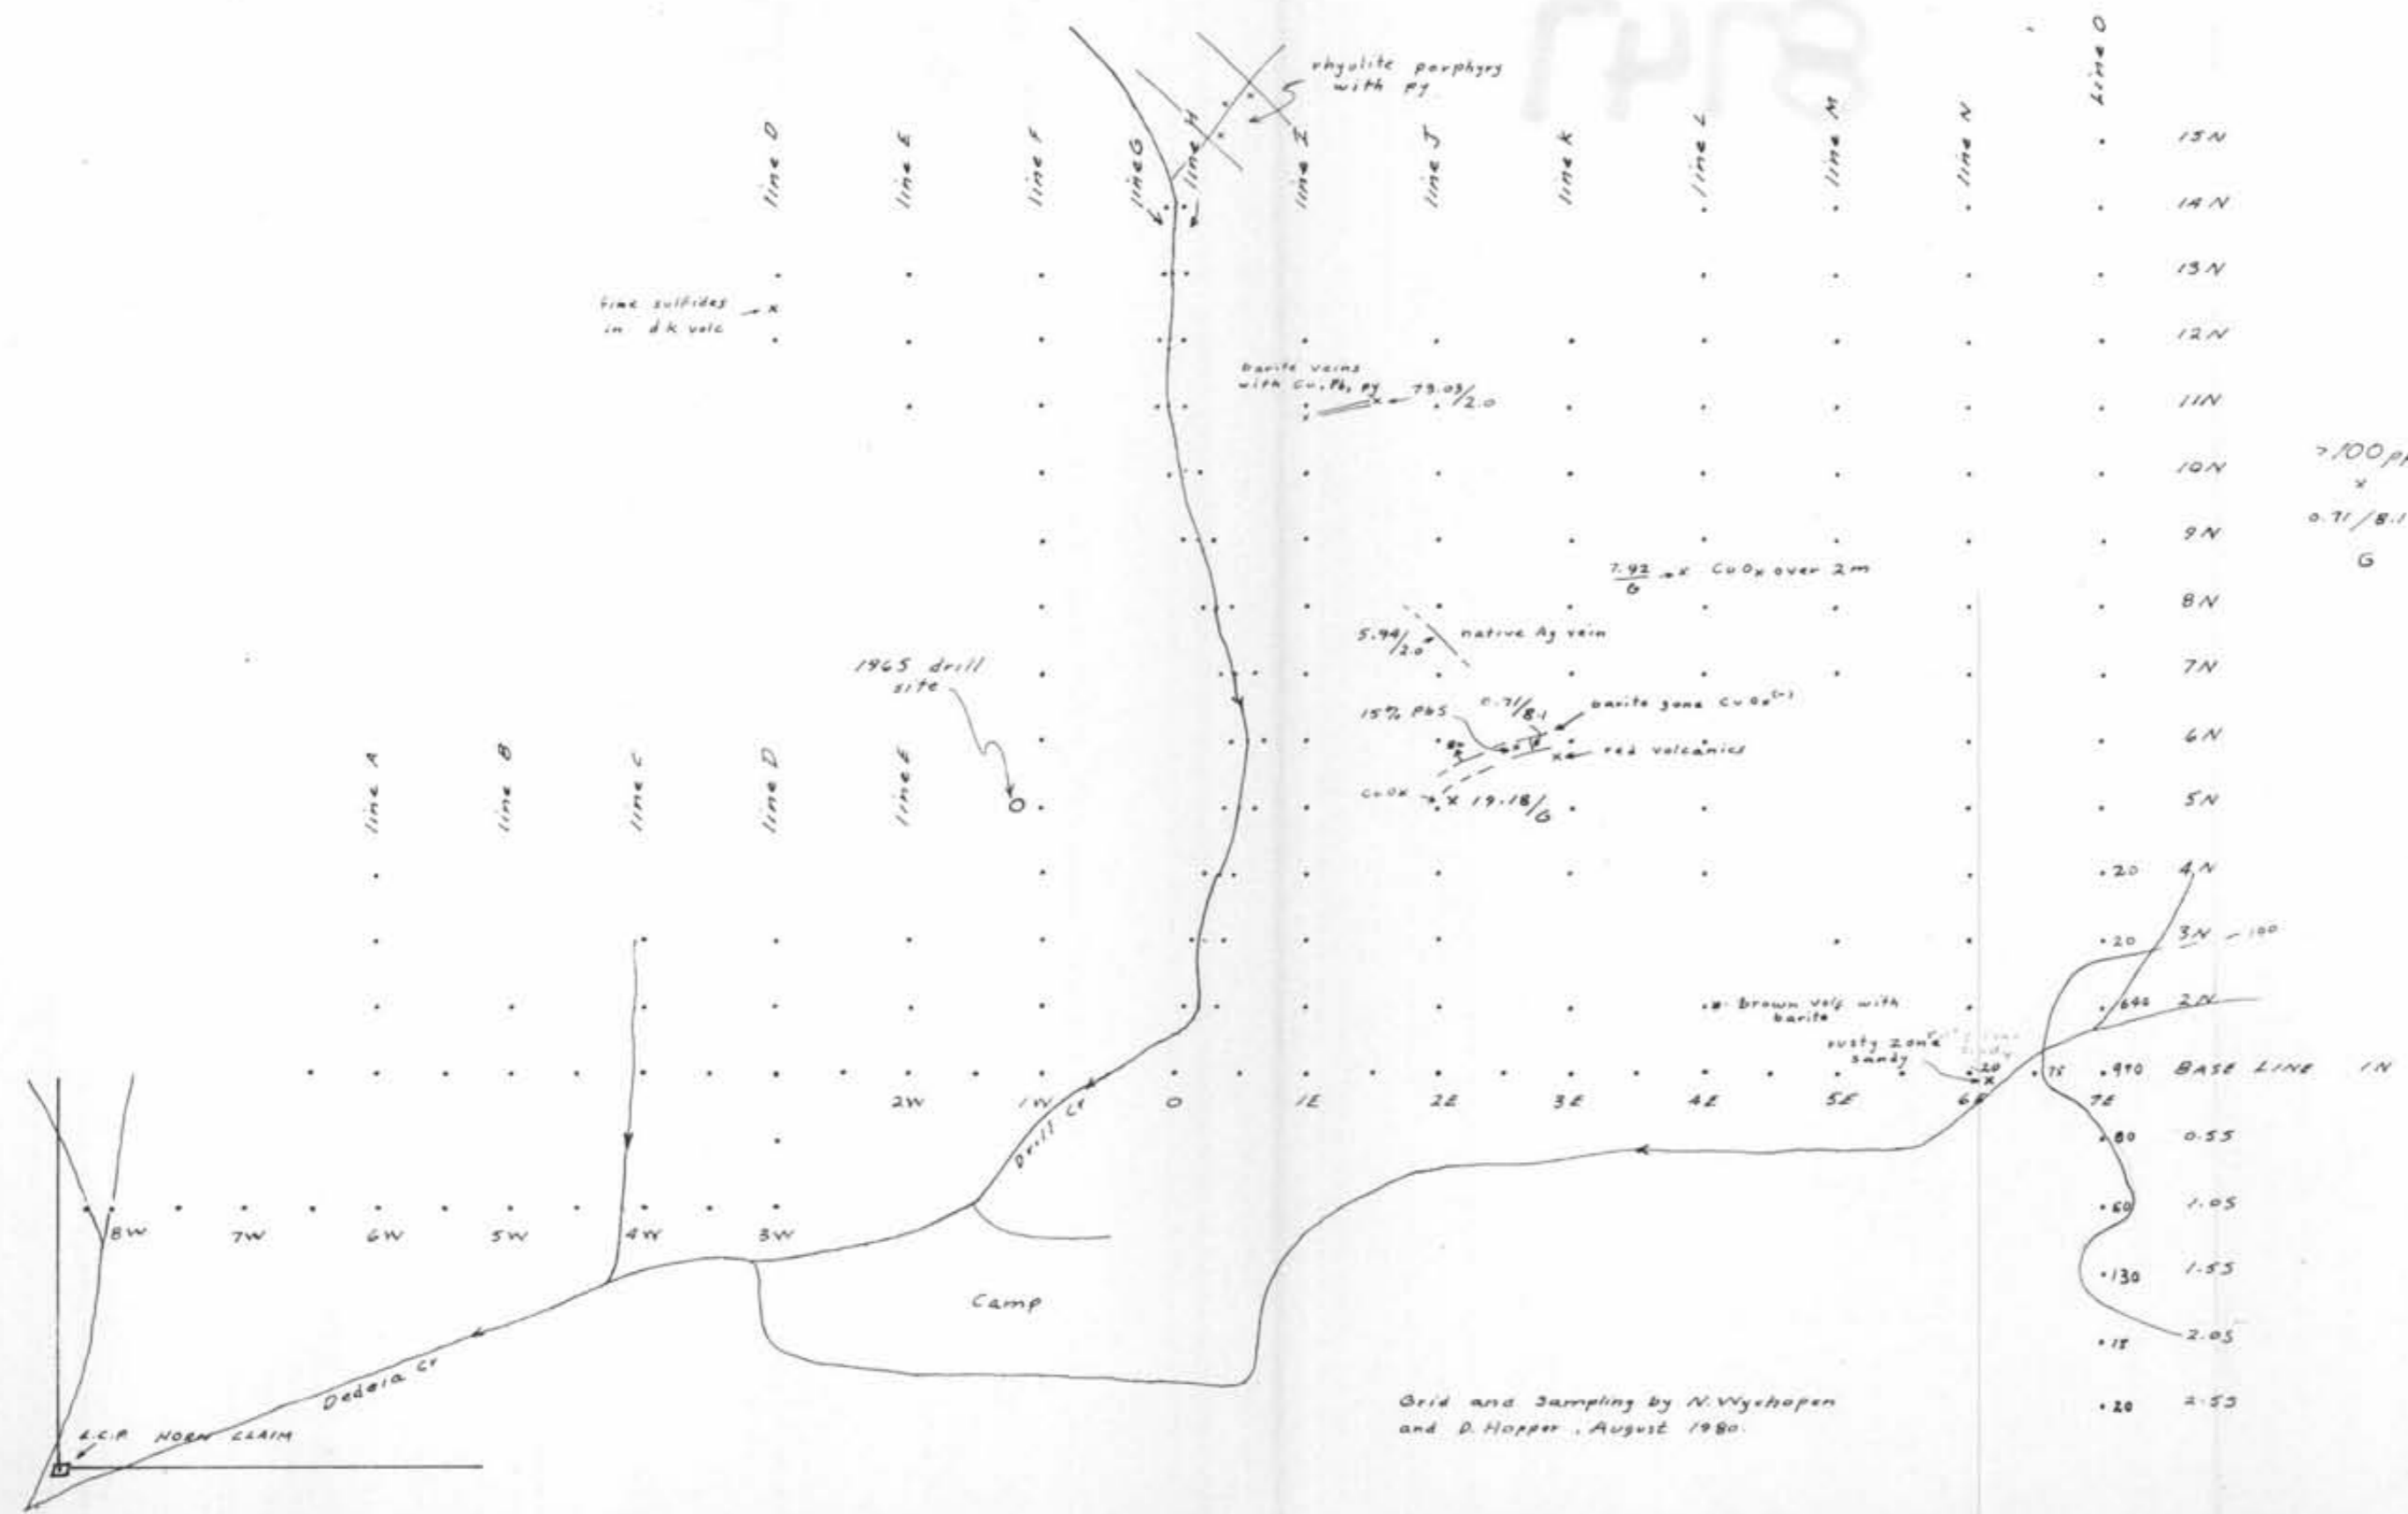 8747
Line O
rhyolite porphyry
with py
line D
line E
line F
line G
line H
line I
line J
line K
line L
line M
line N
15N
14N
13N
fine sulfides
in dk volc
12N
barite veins
with Cu, Pb, py
73.03/2.0
11N
>100
10N
x
0.71/8.1
9N
G
7.92
G
x CuOx over 2m
8N
5.94/2.0
native Ag vein
1965 drill
site
7N
15% PbS
0.71/8.1
barite zone CuOx(-)
6N
red volcanics
line A
line B
line C
line D
line E
CuOx
x 19.18/G
5N
20
4N
20
3N
100
brown volc with
barite
640
2N
rusty zone
sandy
20
75
970
BASE LINE
1N
2W
1W
0
1E
2E
3E
4E
5E
6E
7E
Drill Cr
80
0.5S
60
1.0S
8W
7W
6W
5W
4W
3W
130
1.5S
Camp
15
2.0S
Dedeia Cr
20
2.5S
Grid and Sampling by N. Wychopen
and D. Hopper, August 1980.
L.C.P. HORN CLAIM